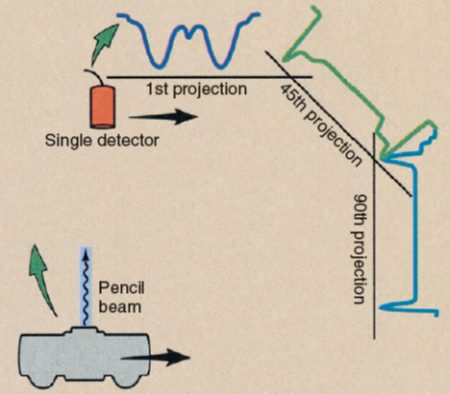 1st projection
45th projection
Single detector
90th projection
Pencil
beam